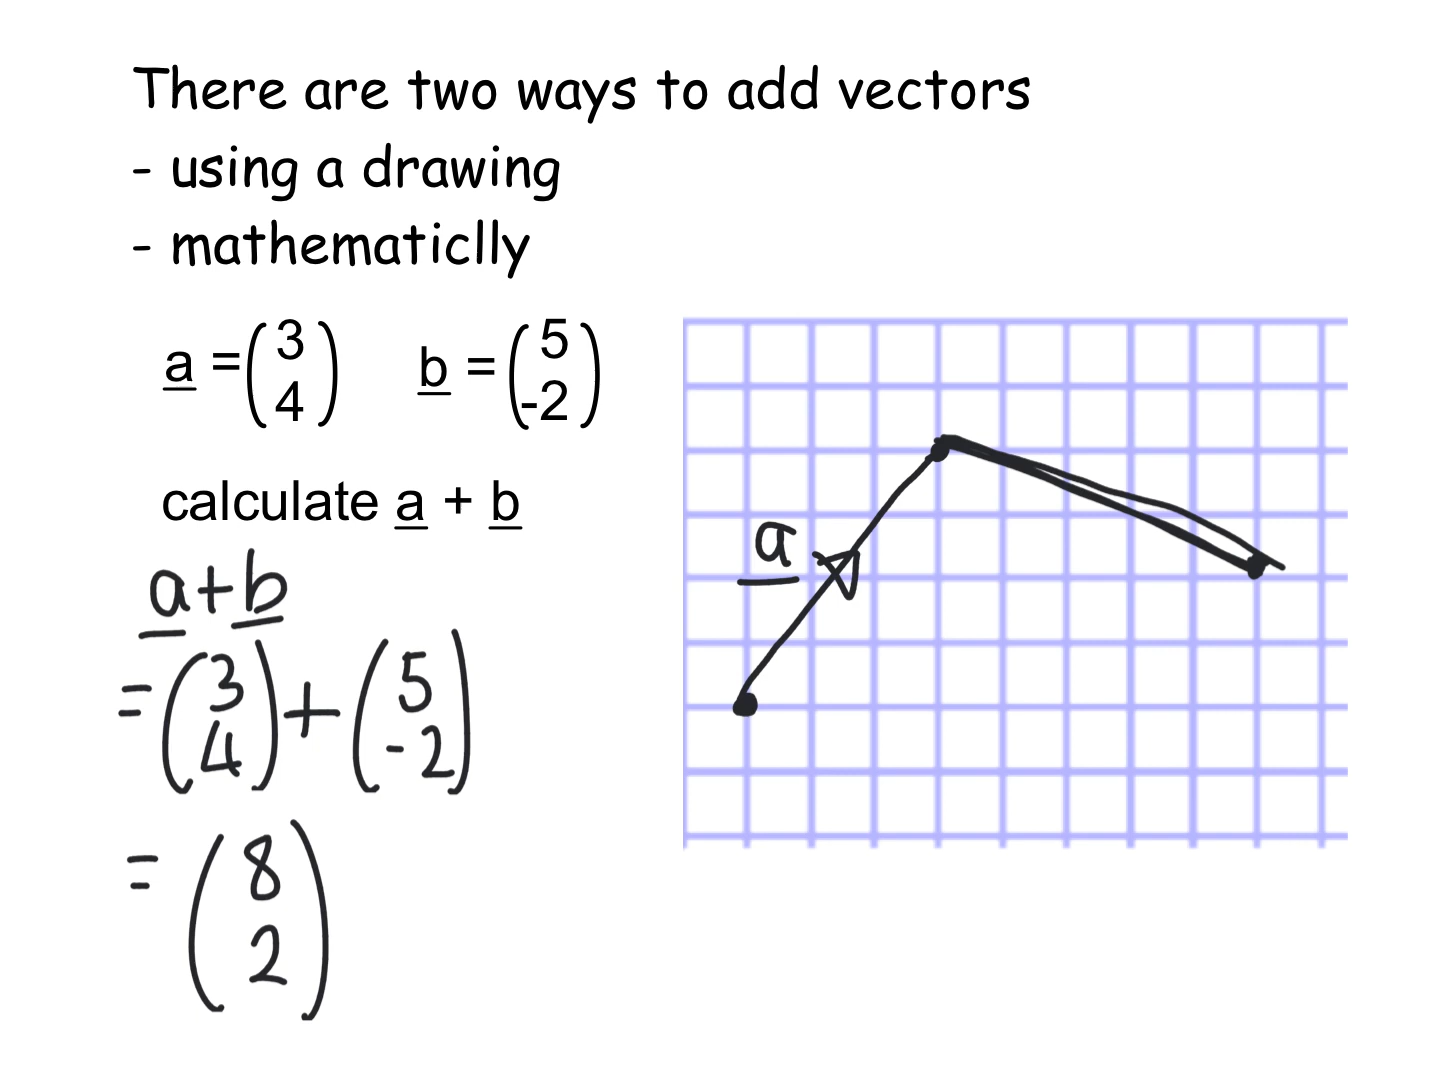 There are two ways to add vectors
- using a drawing
- mathematiclly
a = (3 4) b = (5 -2)
calculate a + b
a + b
= (3 4) + (5 -2)
= (8 2)
a